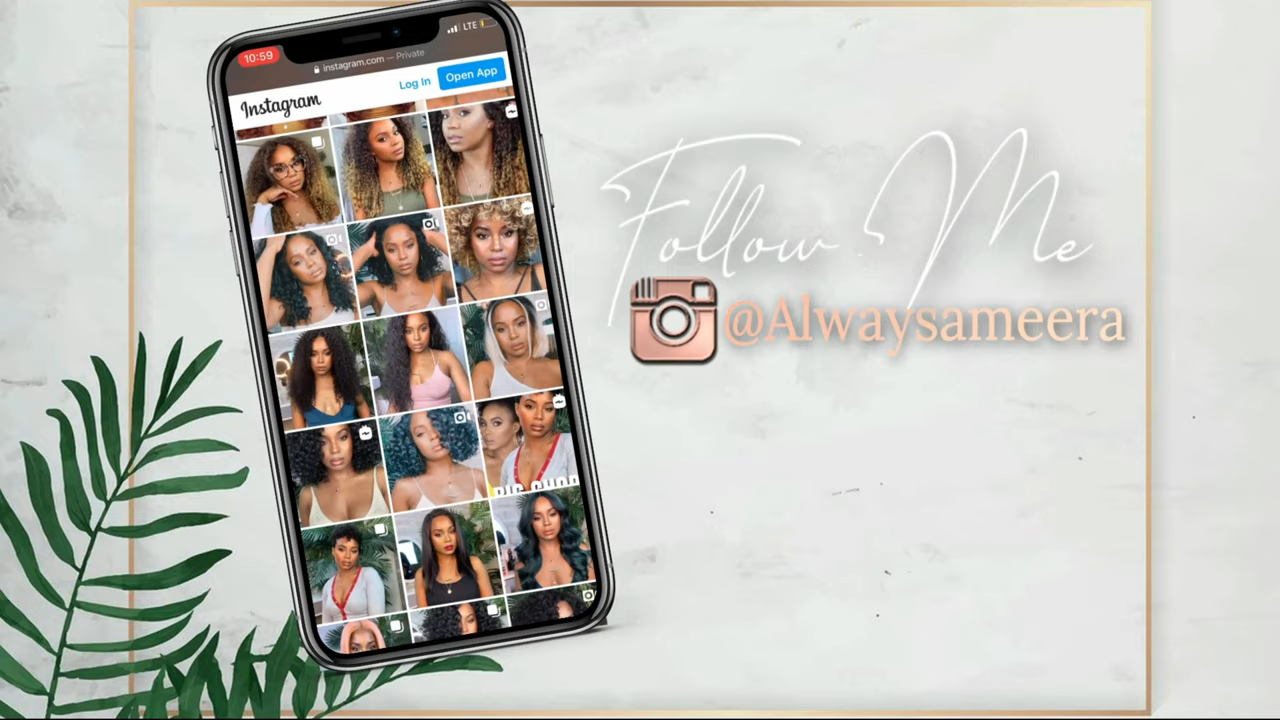 10:59
LTE
instagram.com — Private
Instagram
Log In
Open App
Follow Me
@Alwaysameera